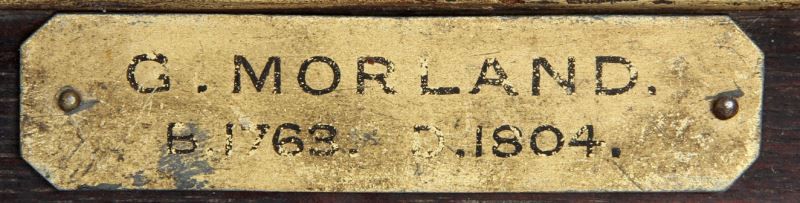 G. MORLAND.
B.1763. D.1804.